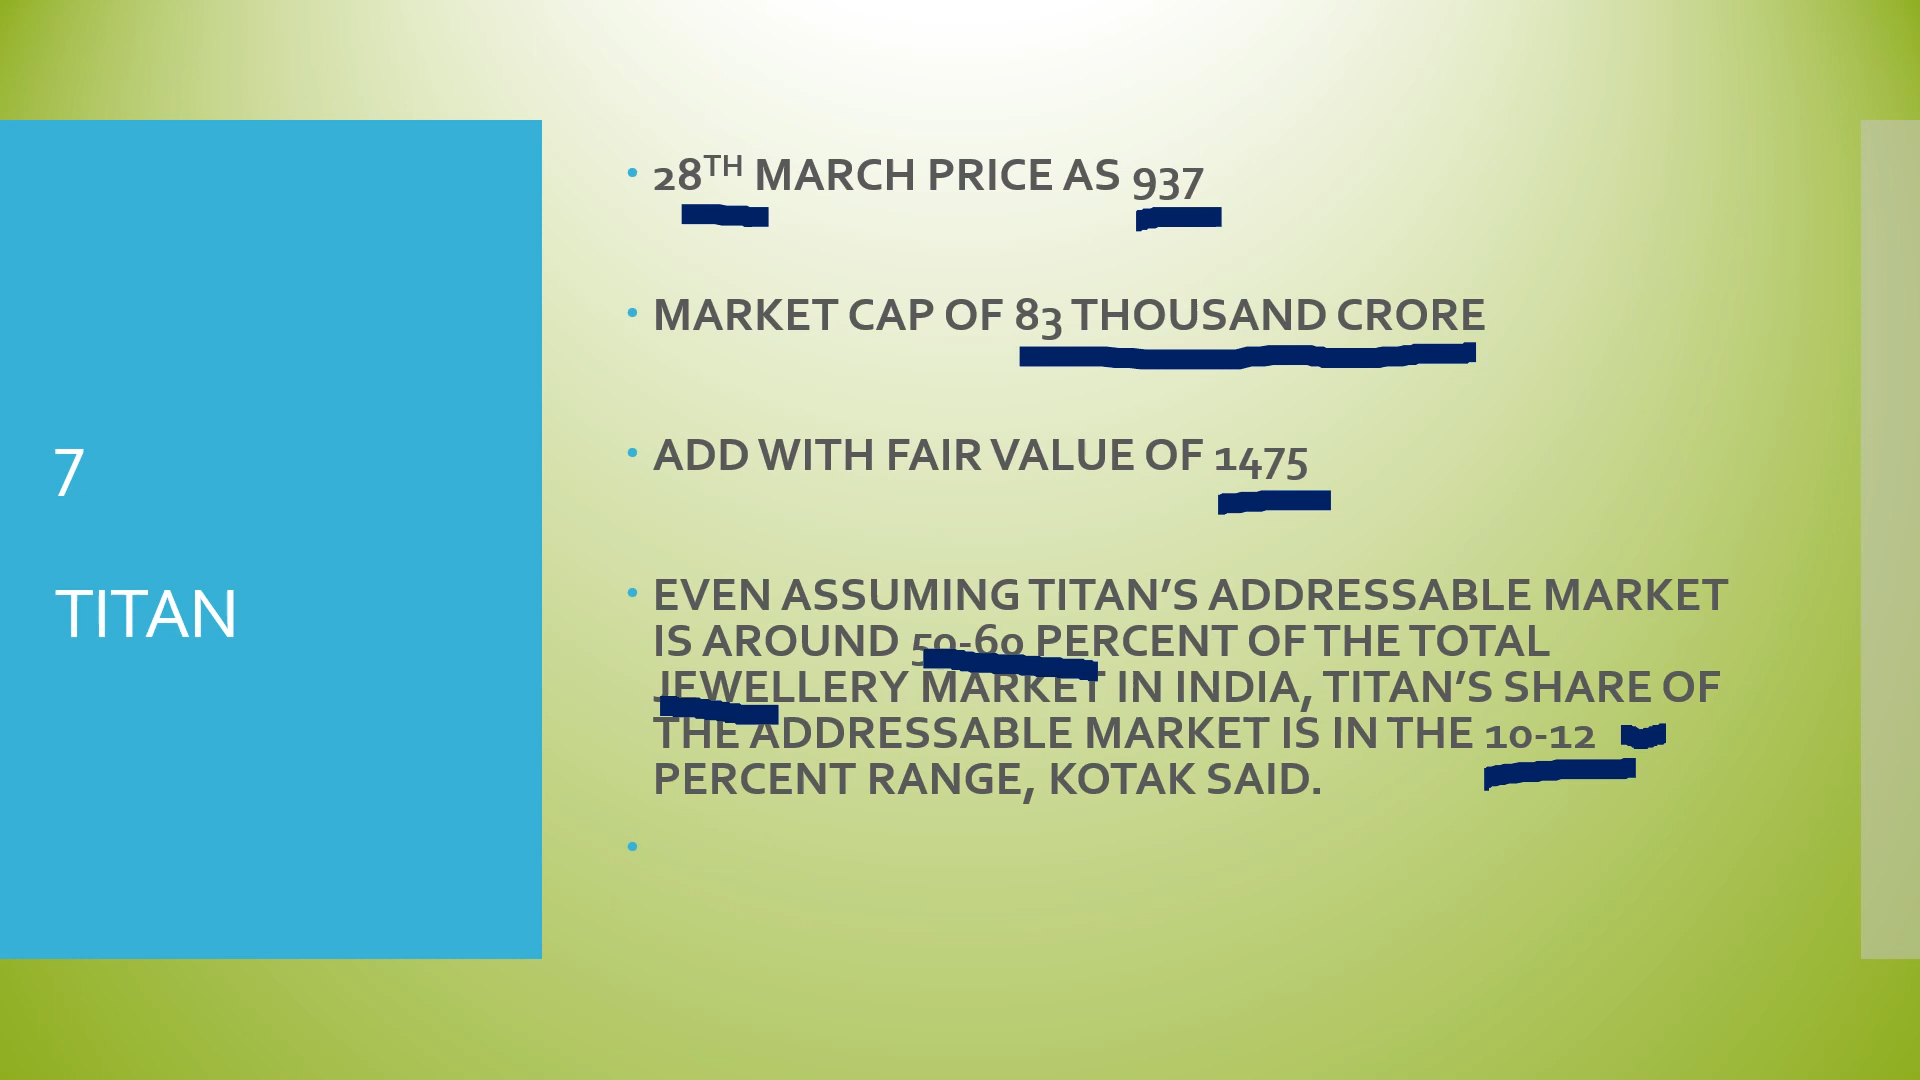 7
TITAN
• 28TH MARCH PRICE AS 937
• MARKET CAP OF 83 THOUSAND CRORE
• ADD WITH FAIR VALUE OF 1475
• EVEN ASSUMING TITAN’S ADDRESSABLE MARKET
IS AROUND 50-60 PERCENT OF THE TOTAL
JEWELLERY MARKET IN INDIA, TITAN’S SHARE OF
THE ADDRESSABLE MARKET IS IN THE 10-12
PERCENT RANGE, KOTAK SAID.
•